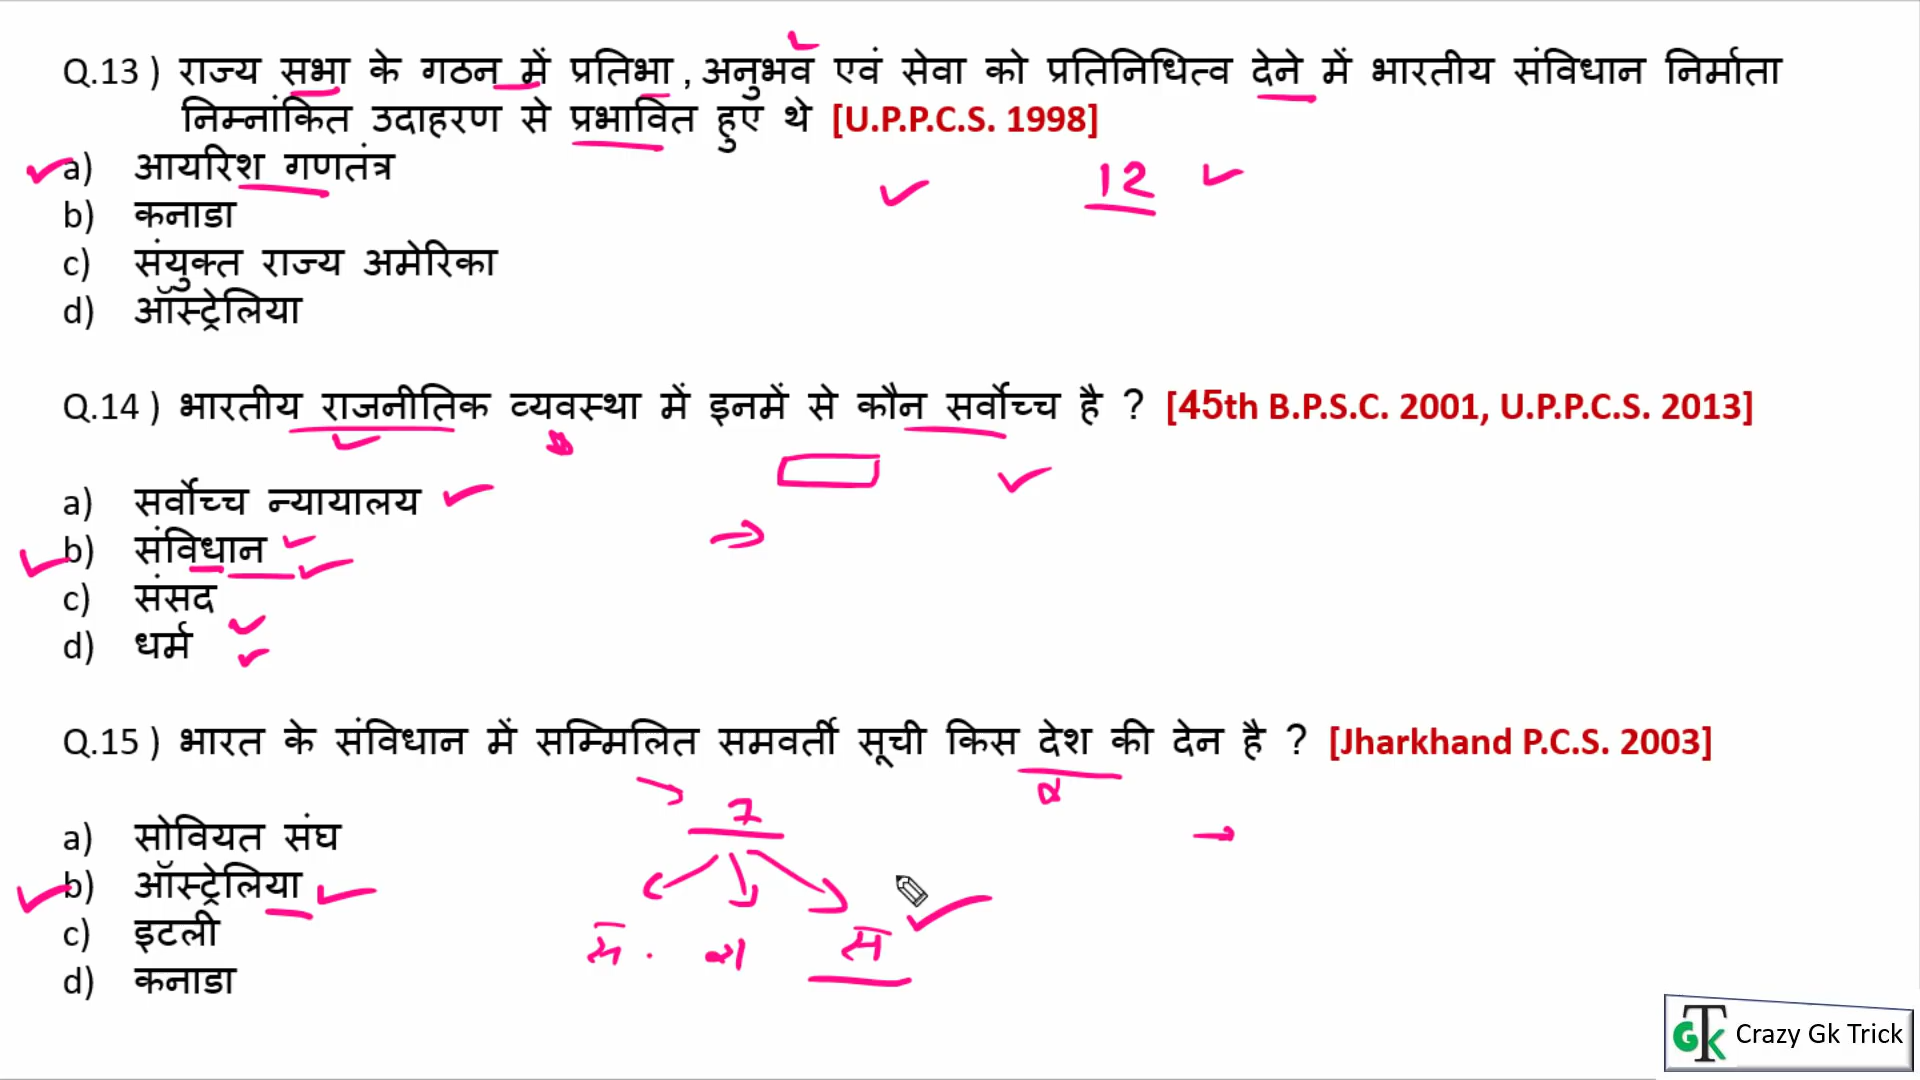 Q.13 ) राज्य सभा के गठन में प्रतिभा , अनुभव एवं सेवा को प्रतिनिधित्व देने में भारतीय संविधान निर्माता
निम्नांकित उदाहरण से प्रभावित हुए थे [U.P.P.C.S. 1998]
a) आयरिश गणतंत्र
12
b) कनाडा
c) संयुक्त राज्य अमेरिका
d) ऑस्ट्रेलिया
Q.14 ) भारतीय राजनीतिक व्यवस्था में इनमें से कौन सर्वोच्च है ? [45th B.P.S.C. 2001, U.P.P.C.S. 2013]
a) सर्वोच्च न्यायालय
b) संविधान
c) संसद
d) धर्म
Q.15 ) भारत के संविधान में सम्मिलित समवर्ती सूची किस देश की देन है ? [Jharkhand P.C.S. 2003]
7
a) सोवियत संघ
b) ऑस्ट्रेलिया
c) इटली
स
d) कनाडा
GTK Crazy Gk Trick